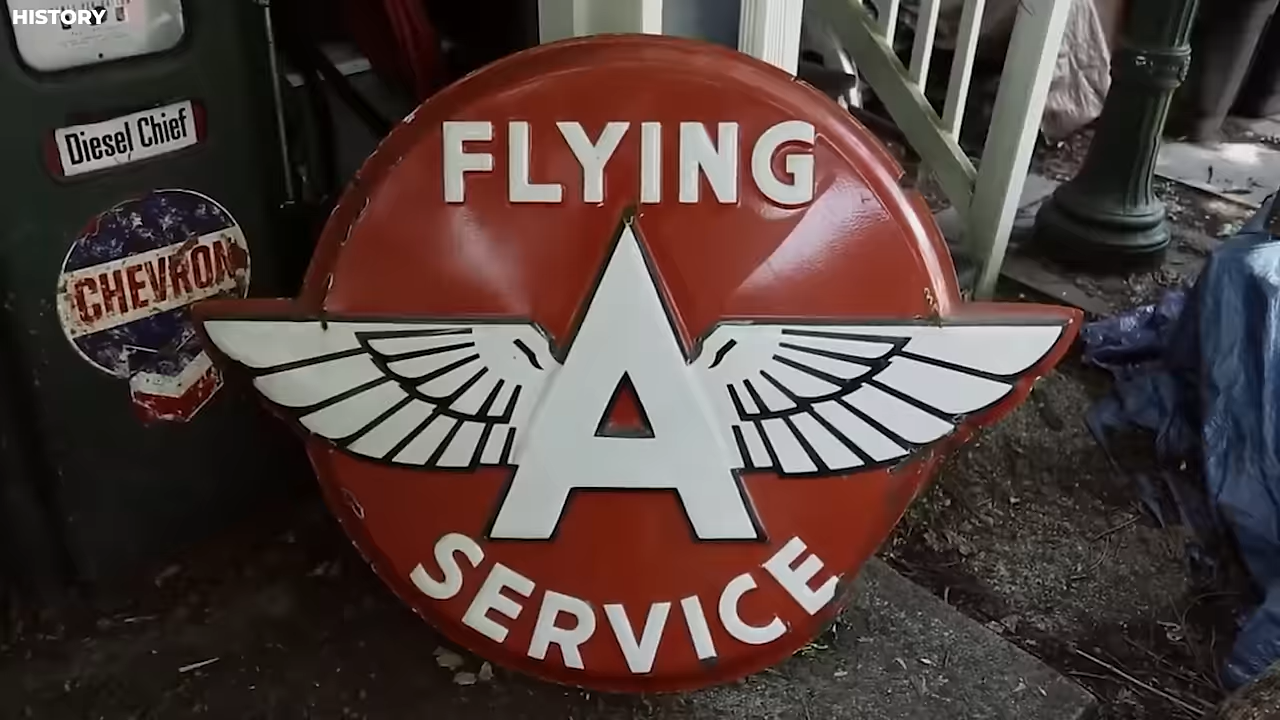 HISTORY
Diesel Chief
CHEVRON
FLYING
A
SERVICE